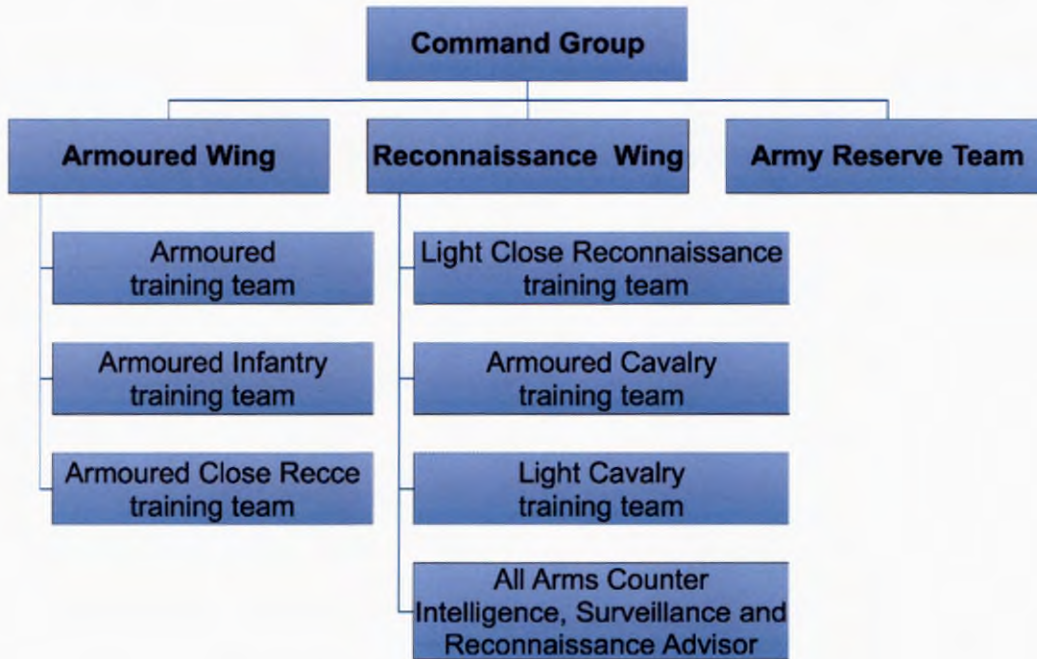 Command Group
Armoured Wing
Reconnaissance Wing
Army Reserve Team
Armoured
training team
Armoured Infantry
training team
Armoured Close Recce
training team
Light Close Reconnaissance
training team
Armoured Cavalry
training team
Light Cavalry
training team
All Arms Counter
Intelligence, Surveillance and
Reconnaissance Advisor